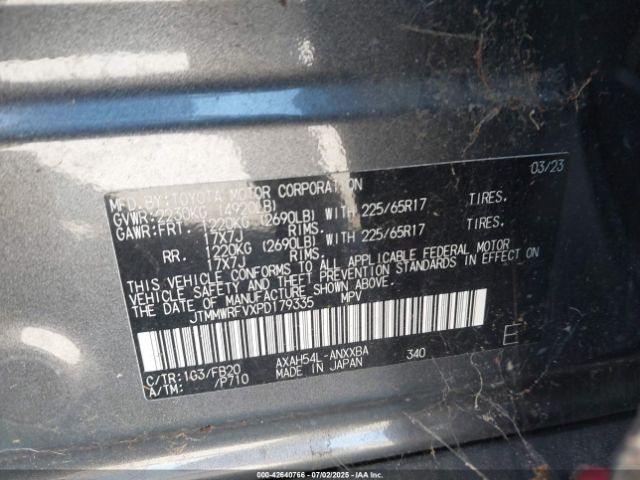 MFD. BY: TOYOTA MOTOR CORPORATION 03/23
GVWR: 2230KG (4920LB)
GAWR: FRT. 1220KG (2690LB) WITH 225/65R17 TIRES.
17X7J RIMS.
RR. 1220KG (2690LB) WITH 225/65R17 TIRES.
17X7J RIMS.
THIS VEHICLE CONFORMS TO ALL APPLICABLE FEDERAL MOTOR
VEHICLE SAFETY AND THEFT PREVENTION STANDARDS IN EFFECT ON
THE DATE OF MANUFACTURE SHOWN ABOVE.
JTMMWRFVXPD179335 MPV
C/TR: 1G3/FB20 AXAH54L-ANXXBA 340 E
A/TM: /P710 MADE IN JAPAN
000-42640766 07/02/2025 IAA, Inc.